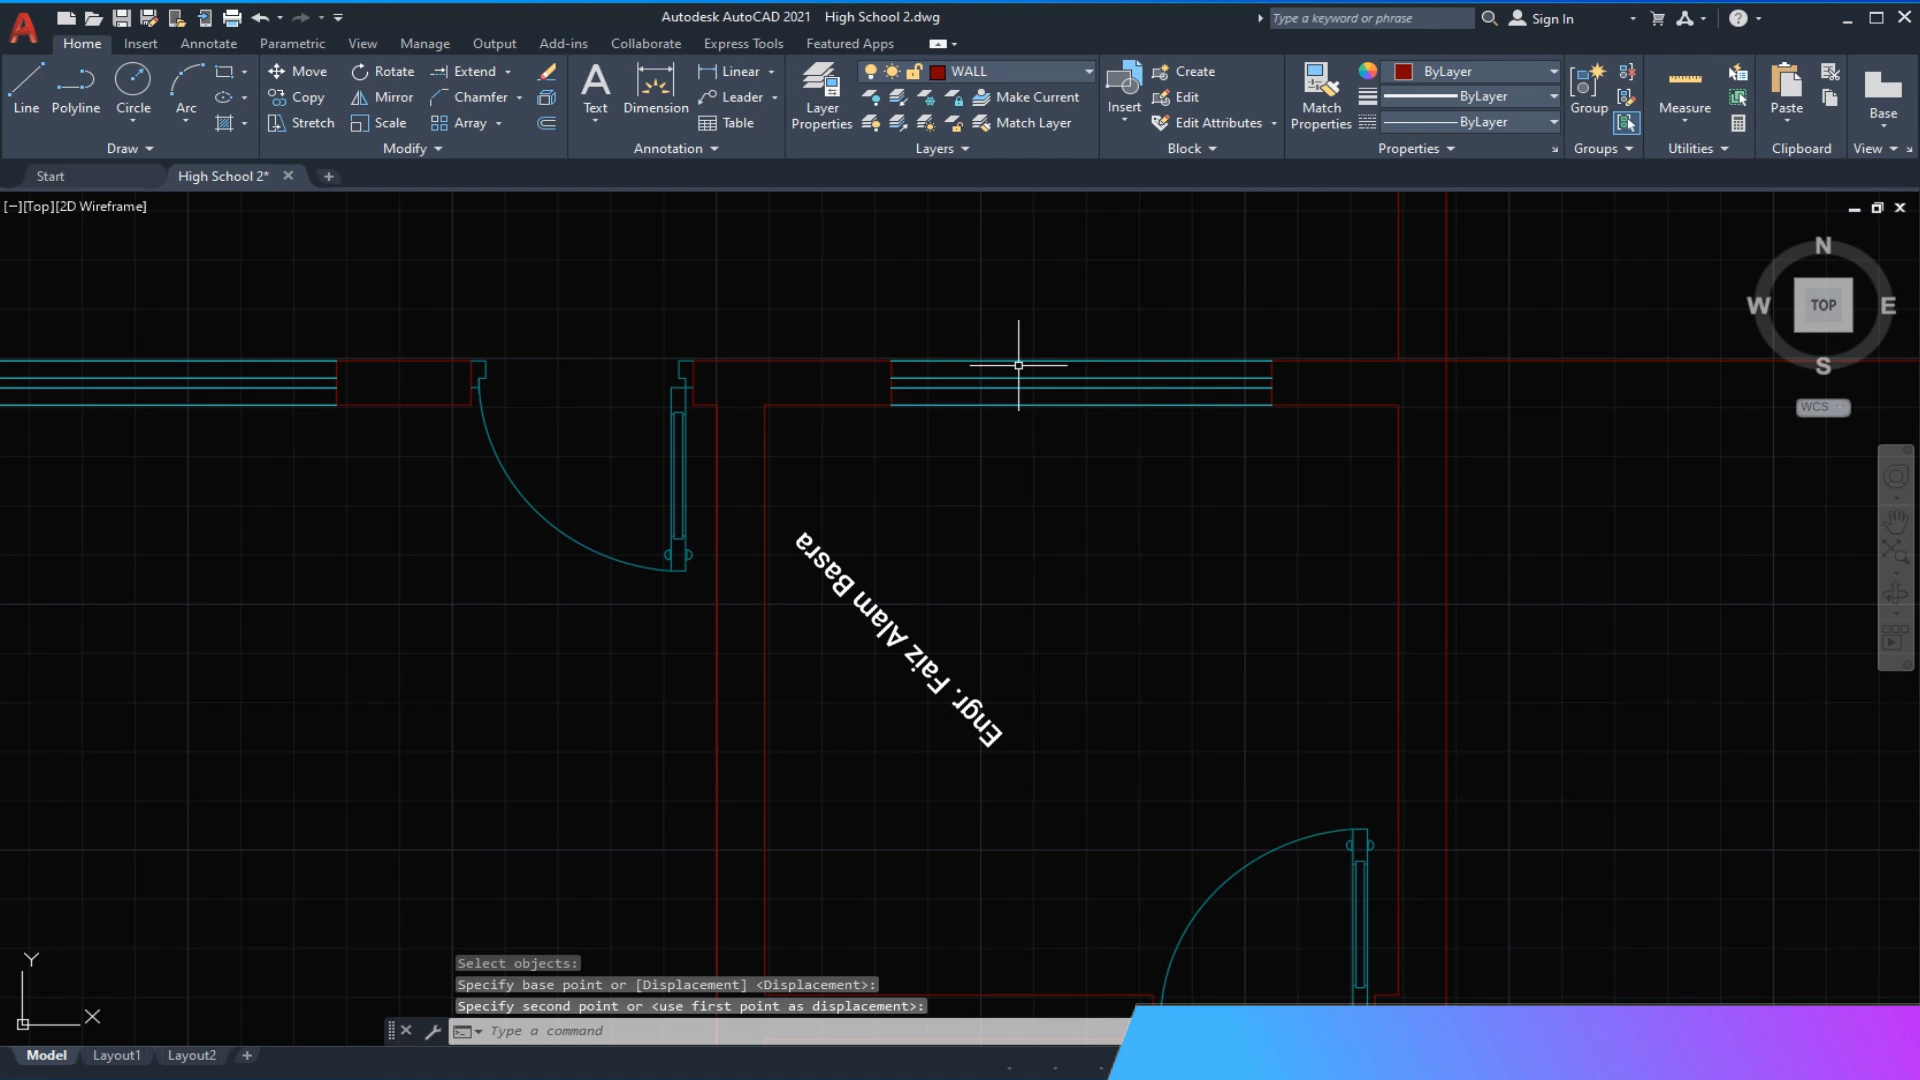 Autodesk AutoCAD 2021 High School 2.dwg
Type a keyword or phrase
Sign In
Home Insert Annotate Parametric View Manage Output Add-ins Collaborate Express Tools Featured Apps
Line Polyline Circle Arc
Move Rotate Extend
Copy Mirror Chamfer
Stretch Scale Array
Text Dimension
Linear
Leader
Table
Layer Properties
WALL
Make Current
Match Layer
Insert
Create
Edit
Edit Attributes
Match Properties
ByLayer
ByLayer
ByLayer
Group
Measure
Paste
Base
Draw Modify Annotation Layers Block Properties Groups Utilities Clipboard View
Start High School 2*
[−][Top][2D Wireframe]
N
W TOP E
S
WCS
Engr. Faiz Alam Basra
Y
X
Select objects:
Specify base point or [Displacement] <Displacement>:
Specify second point or <use first point as displacement>:
Type a command
Model Layout1 Layout2